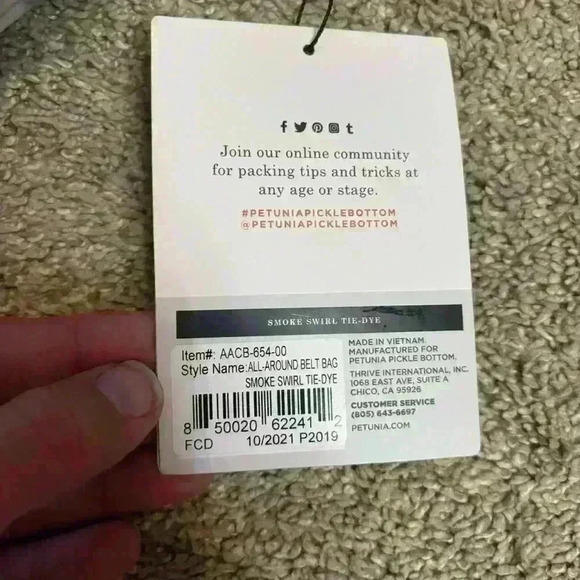 f t
Join our online community
for packing tips and tricks at
any age or stage.
#PETUNIAPICKLEBOTTOM
@PETUNIAPICKLEBOTTOM
SMOKE SWIRL TIE-DYE
Item#: AACB-654-00
Style Name:ALL-AROUND BELT BAG
SMOKE SWIRL TIE-DYE
8 50020 62241 2
FCD 10/2021 P2019
MADE IN VIETNAM.
MANUFACTURED FOR
PETUNIA PICKLE BOTTOM.
THRIVE INTERNATIONAL, INC.
1068 EAST AVE, SUITE A
CHICO, CA 95926
CUSTOMER SERVICE
(805) 643-6697
PETUNIA.COM